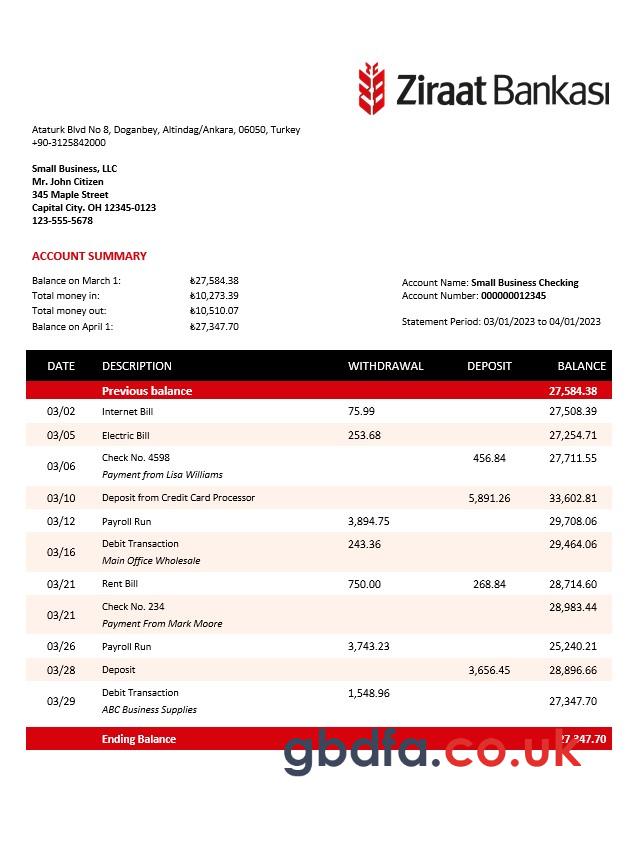 Ziraat Bankası
Ataturk Blvd No 8, Doganbey, Altindag/Ankara, 06050, Turkey
+90-3125842000
Small Business, LLC
Mr. John Citizen
345 Maple Street
Capital City. OH 12345-0123
123-555-5678
ACCOUNT SUMMARY
Balance on March 1: ₺27,584.38
Total money in: ₺10,273.39
Total money out: ₺10,510.07
Balance on April 1: ₺27,347.70
Account Name: Small Business Checking
Account Number: 000000012345
Statement Period: 03/01/2023 to 04/01/2023
DATE DESCRIPTION WITHDRAWAL DEPOSIT BALANCE
Previous balance 27,584.38
03/02 Internet Bill 75.99 27,508.39
03/05 Electric Bill 253.68 27,254.71
03/06 Check No. 4598 456.84 27,711.55
Payment from Lisa Williams
03/10 Deposit from Credit Card Processor 5,891.26 33,602.81
03/12 Payroll Run 3,894.75 29,708.06
03/16 Debit Transaction 243.36 29,464.06
Main Office Wholesale
03/21 Rent Bill 750.00 268.84 28,714.60
03/21 Check No. 234 28,983.44
Payment From Mark Moore
03/26 Payroll Run 3,743.23 25,240.21
03/28 Deposit 3,656.45 28,896.66
03/29 Debit Transaction 1,548.96 27,347.70
ABC Business Supplies
Ending Balance 27,347.70
gbdfa.co.uk